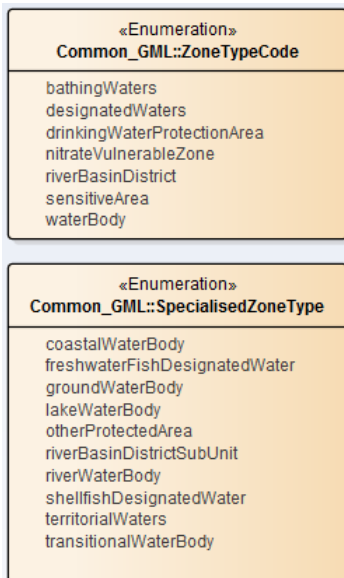 «Enumeration»
Common_GML::ZoneTypeCode
bathingWaters
designatedWaters
drinkingWaterProtectionArea
nitrateVulnerableZone
riverBasinDistrict
sensitiveArea
waterBody
«Enumeration»
Common_GML::SpecialisedZoneType
coastalWaterBody
freshwaterFishDesignatedWater
groundWaterBody
lakeWaterBody
otherProtectedArea
riverBasinDistrictSubUnit
riverWaterBody
shellfishDesignatedWater
territorialWaters
transitionalWaterBody